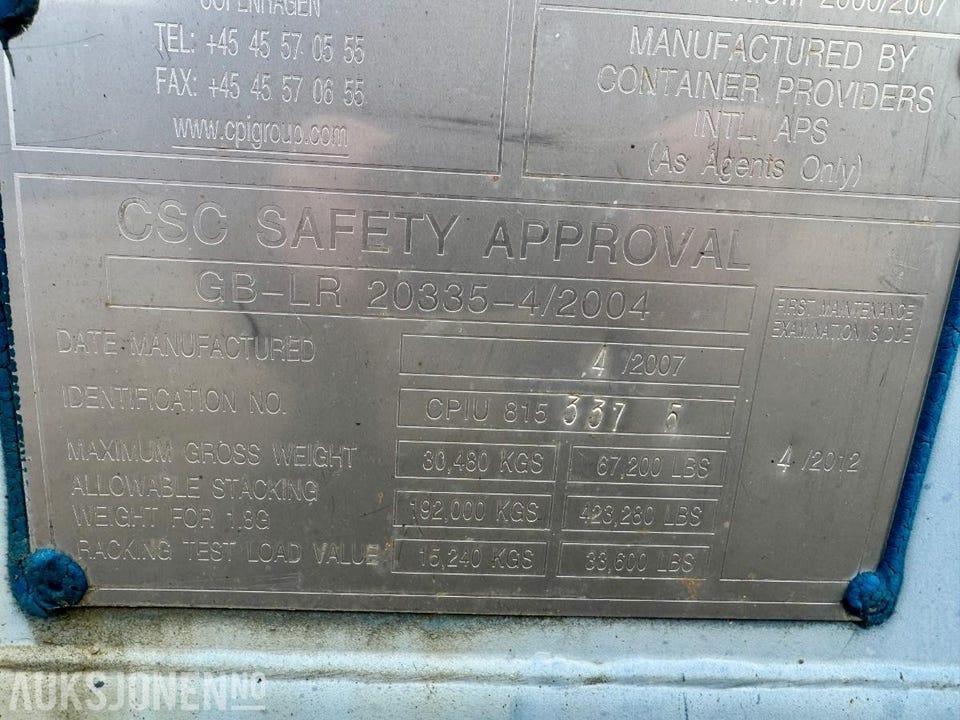 COPENHAGEN
TEL: +45 45 57 05 55
FAX: +45 45 57 06 55
www.cpigroup.com
2000/2007
MANUFACTURED BY
CONTAINER PROVIDERS
INTL. APS
(As Agents Only)
CSC SAFETY APPROVAL
GB-LR 20335-4/2004
DATE MANUFACTURED 4 /2007
IDENTIFICATION NO. CPIU 815 337 5
MAXIMUM GROSS WEIGHT 30,480 KGS 67,200 LBS
ALLOWABLE STACKING
WEIGHT FOR 1.8G 192,000 KGS 423,280 LBS
RACKING TEST LOAD VALUE 15,240 KGS 33,600 LBS
FIRST MAINTENANCE
EXAMINATION IS DUE
4 /2012
AUKSJONEN.NO